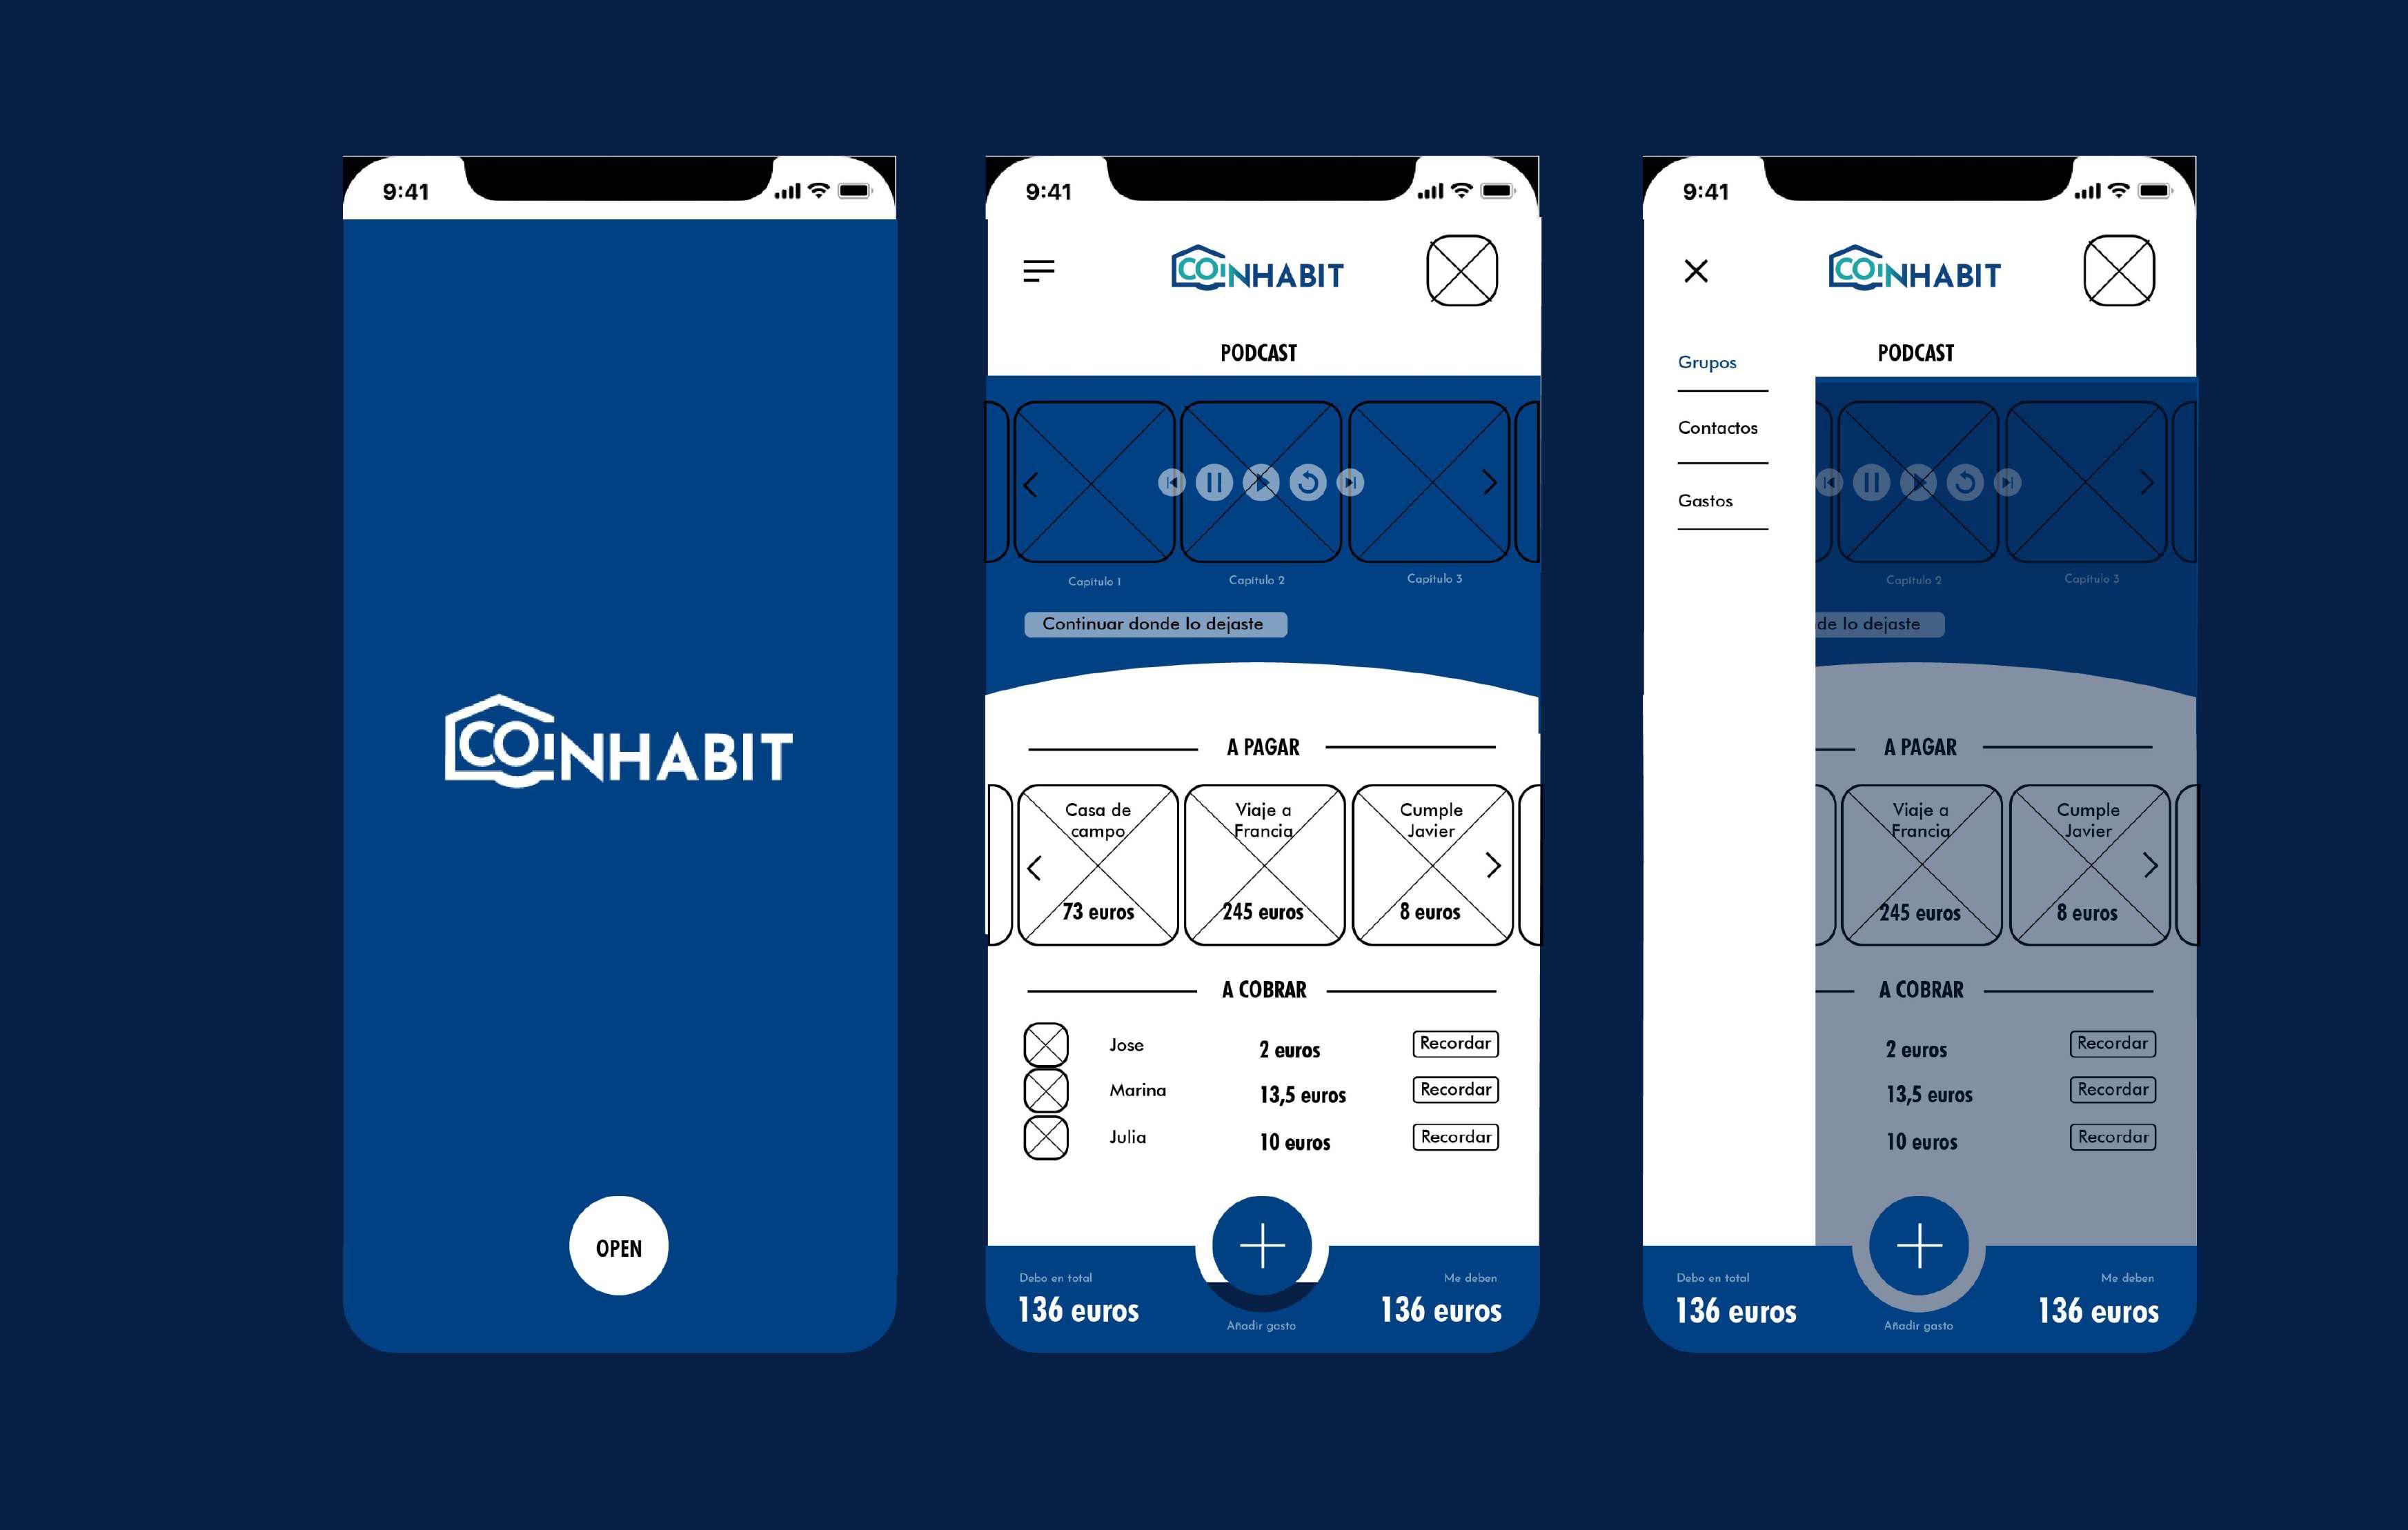 9:41
COINHABIT
OPEN
9:41
COINHABIT
PODCAST
Capítulo 1
Capítulo 2
Capítulo 3
Continuar donde lo dejaste
A PAGAR
Casa de
campo
73 euros
Viaje a
Francia
245 euros
Cumple
Javier
8 euros
A COBRAR
Jose
2 euros
Recordar
Marina
13,5 euros
Recordar
Julia
10 euros
Recordar
Debo en total
136 euros
Añadir gasto
Me deben
136 euros
9:41
COINHABIT
PODCAST
Grupos
Contactos
Gastos
Capítulo 2
Capítulo 3
de lo dejaste
A PAGAR
Viaje a
Francia
245 euros
Cumple
Javier
8 euros
A COBRAR
2 euros
Recordar
13,5 euros
Recordar
10 euros
Recordar
Debo en total
136 euros
Añadir gasto
Me deben
136 euros